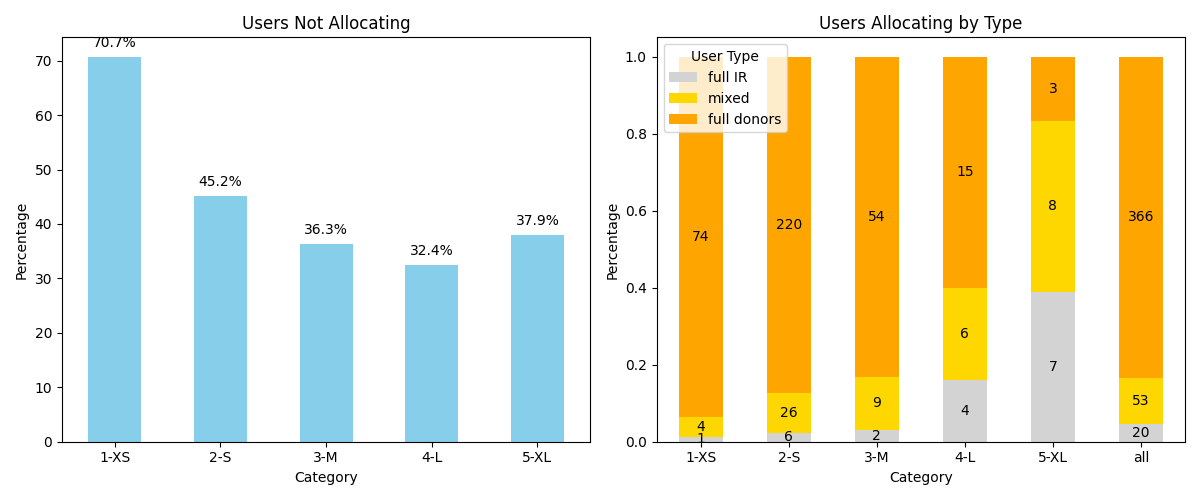 Users Not Allocating
Percentage
70
60
50
40
30
20
10
0
70.7%
45.2%
36.3%
32.4%
37.9%
1-XS
2-S
3-M
4-L
5-XL
Category
Users Allocating by Type
Percentage
1.0
0.8
0.6
0.4
0.2
0.0
User Type
full IR
mixed
full donors
74
4
1
220
26
6
54
9
2
15
6
4
3
8
7
366
53
20
1-XS
2-S
3-M
4-L
5-XL
all
Category